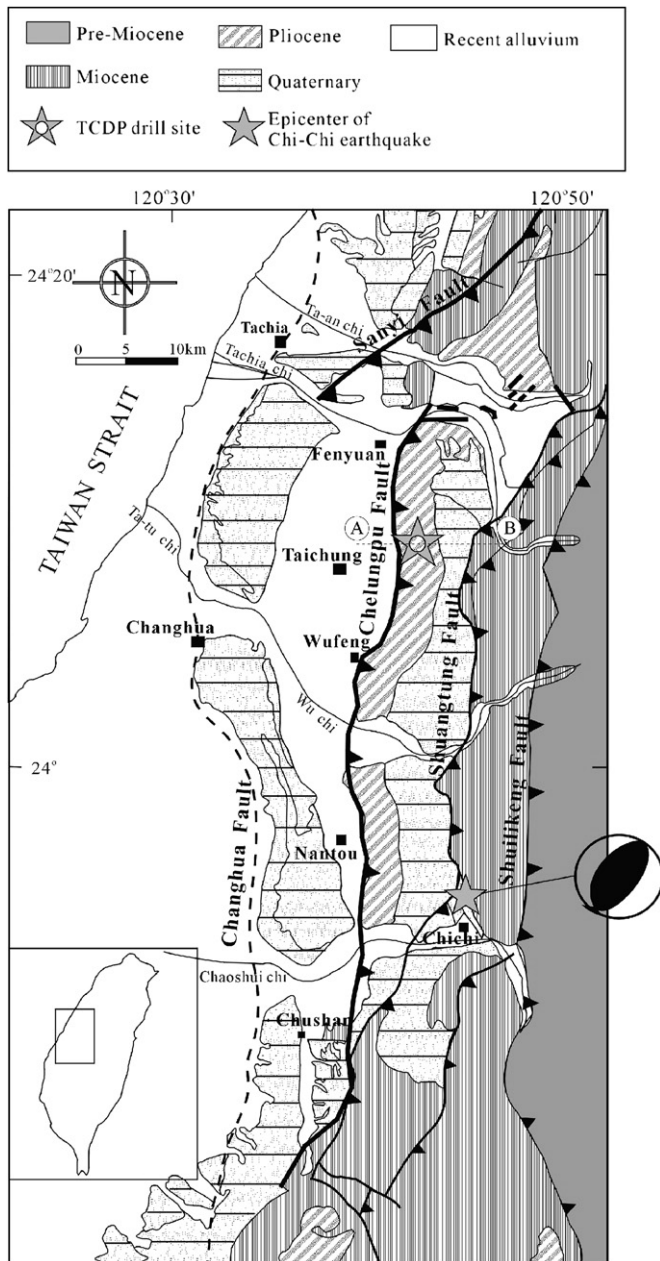 Pre-Miocene
Pliocene
Recent alluvium
Miocene
Quaternary
TCDP drill site
Epicenter of
Chi-Chi earthquake
120°30'
120°50'
24°20'
N
0 5 10km
Ta-an chi
Sanyi Fault
Tachia
Tachia chi
TAIWAN STRAIT
Fenyuan
A
B
Ta-tu chi
Chelungpu Fault
Taichung
Changhua
Wufeng
Shuangtung Fault
Wu chi
24°
Shuilikeng Fault
Changhua Fault
Nantou
Chichi
Chaoshui chi
Chushan